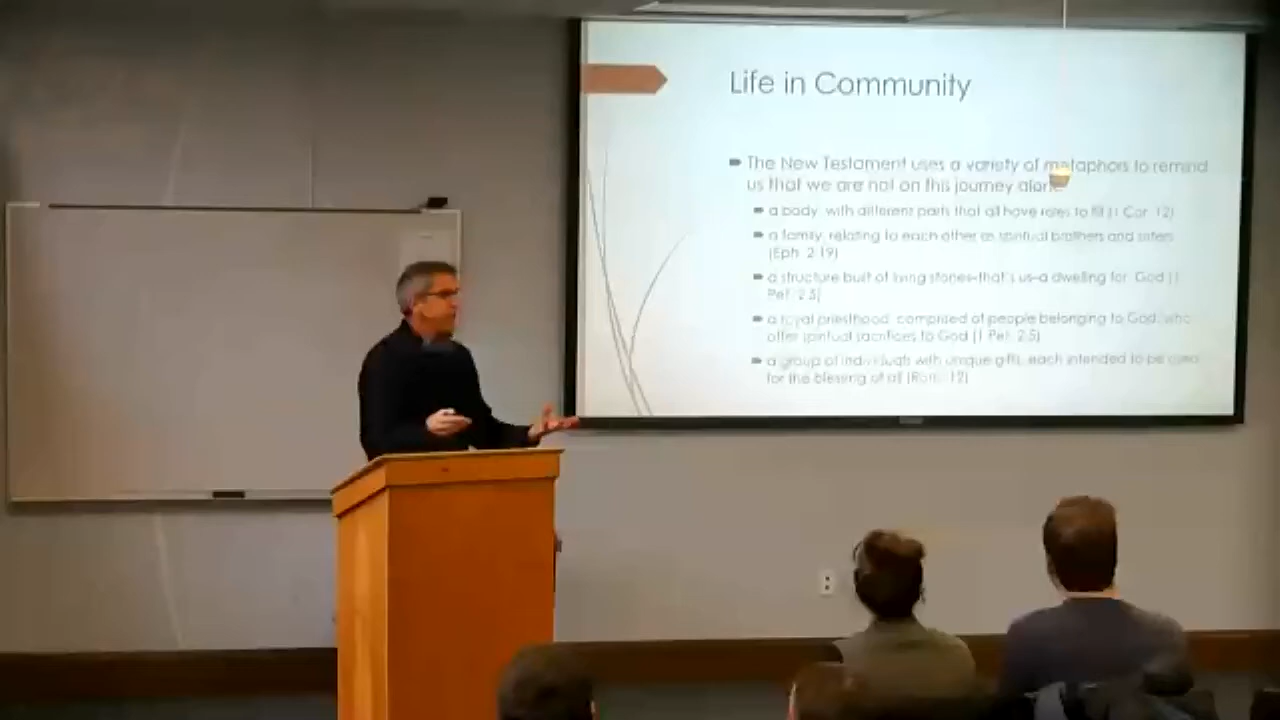 Life in Community
The New Testament uses a variety of metaphors to remind
us that we are not on this journey alone
a body with different parts that all have roles to fill (1 Cor. 12)
a family relating to each other as spiritual brothers and sisters
(Eph. 2:19)
a structure built of living stones–that's us–a dwelling for God (1
Pet. 2:5)
a royal priesthood comprised of people belonging to God, who
offer spiritual sacrifices to God (1 Pet. 2:5)
a group of individuals with unique gifts, each intended to be used
for the blessing of all (Rom. 12)